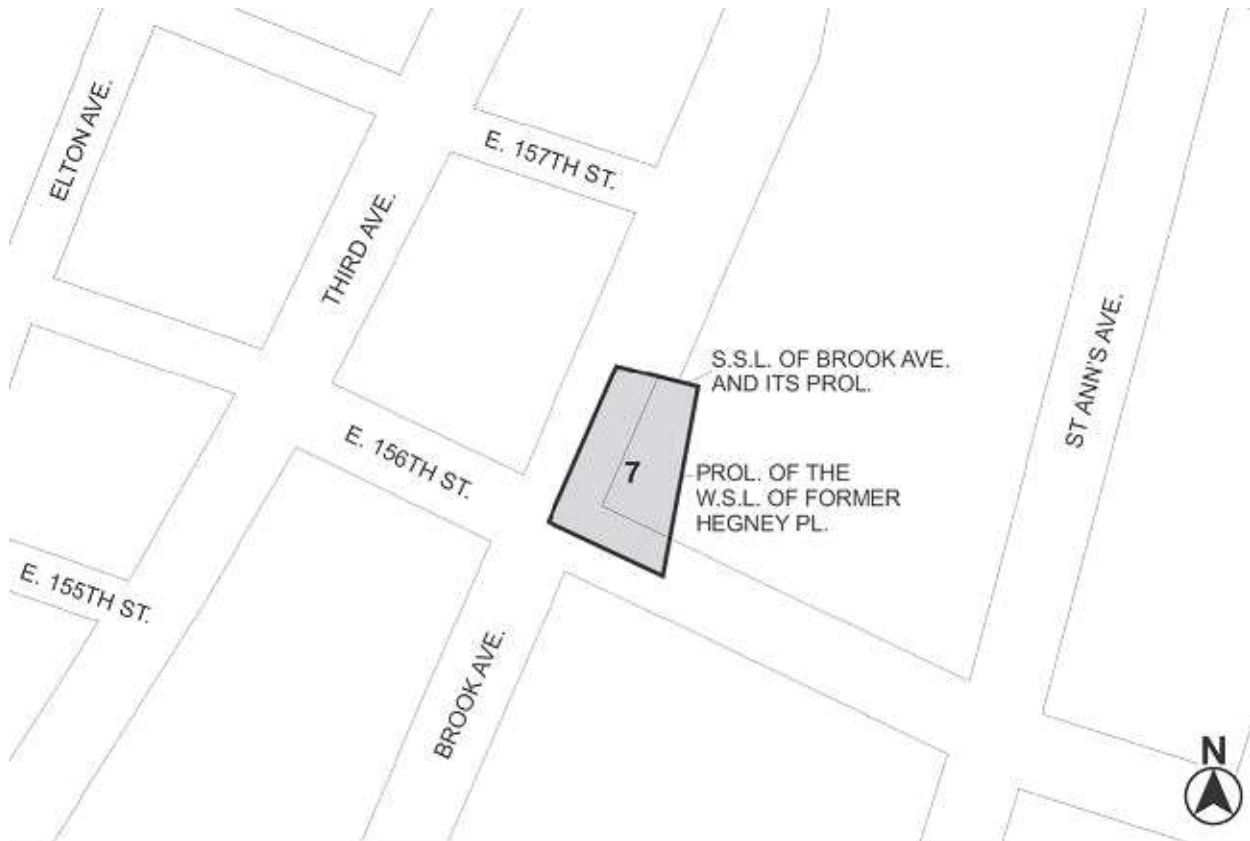 ELTON AVE.
E. 157TH ST.
THIRD AVE.
S.S.L. OF BROOK AVE.
AND ITS PROL.
ST ANN'S AVE.
E. 156TH ST.
7
PROL. OF THE
W.S.L. OF FORMER
HEGNEY PL.
E. 155TH ST.
BROOK AVE.
N